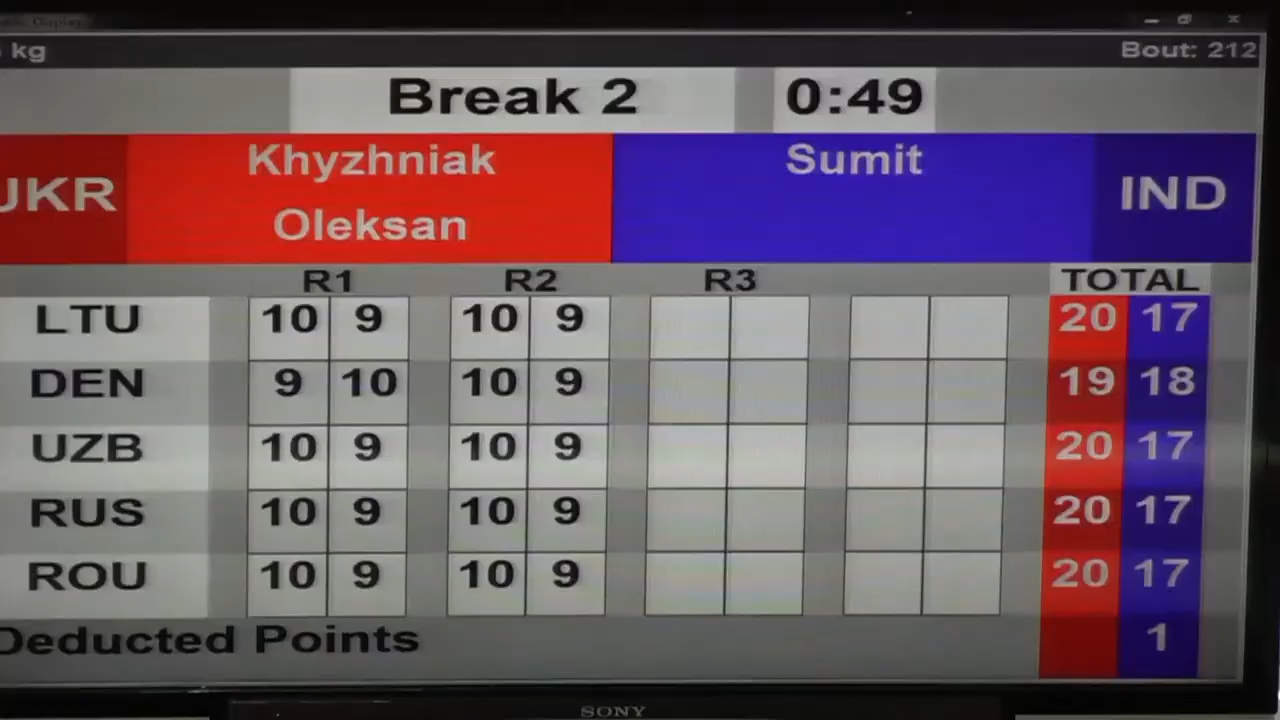 kg
Bout: 212
Break 2 0:49
UKR Khyzhniak Oleksan Sumit IND
R1 R2 R3 TOTAL
LTU 10 9 10 9 20 17
DEN 9 10 10 9 19 18
UZB 10 9 10 9 20 17
RUS 10 9 10 9 20 17
ROU 10 9 10 9 20 17
Deducted Points 1
SONY